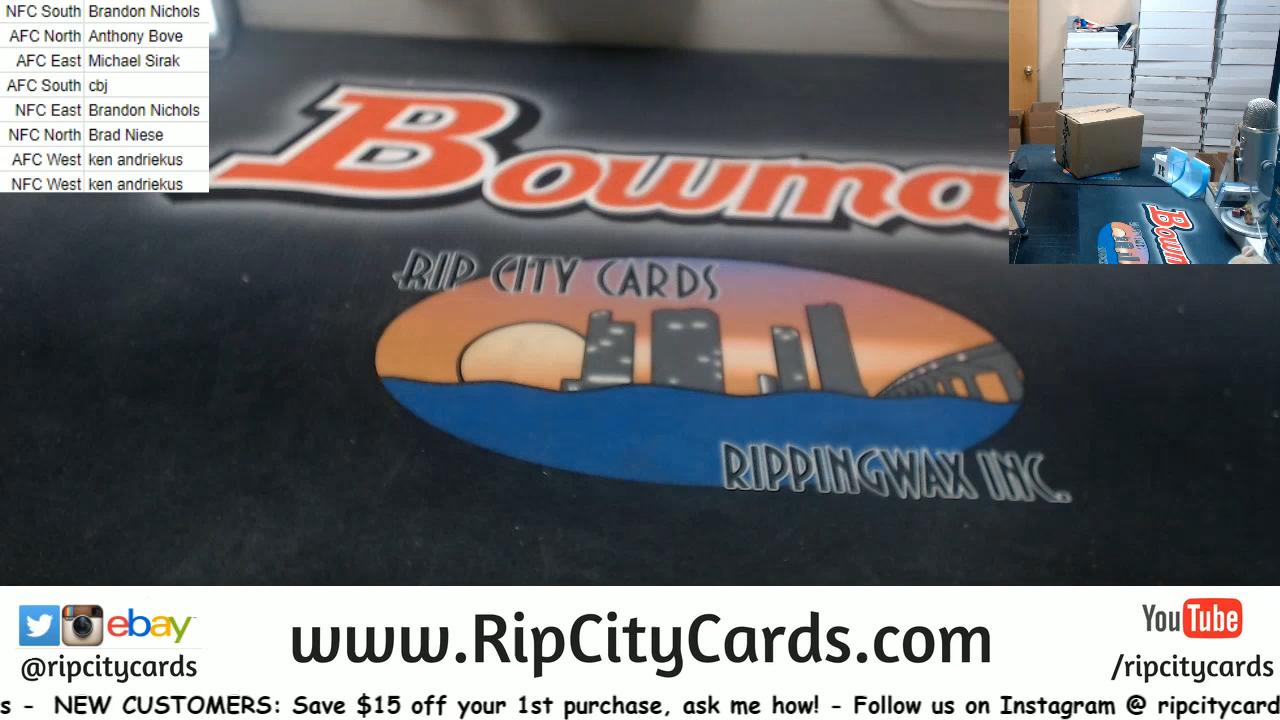 NFC South Brandon Nichols
AFC North Anthony Bove
AFC East Michael Sirak
AFC South cbj
NFC East Brandon Nichols
NFC North Brad Niese
AFC West ken andriekus
NFC West ken andriekus
Bowma
Bown
RIP CITY CARDS
RIPPINGWAX INC.
ebay
@ripcitycards
www.RipCityCards.com
YouTube
/ripcitycards
s - NEW CUSTOMERS: Save $15 off your 1st purchase, ask me how! - Follow us on Instagram @ ripcitycard